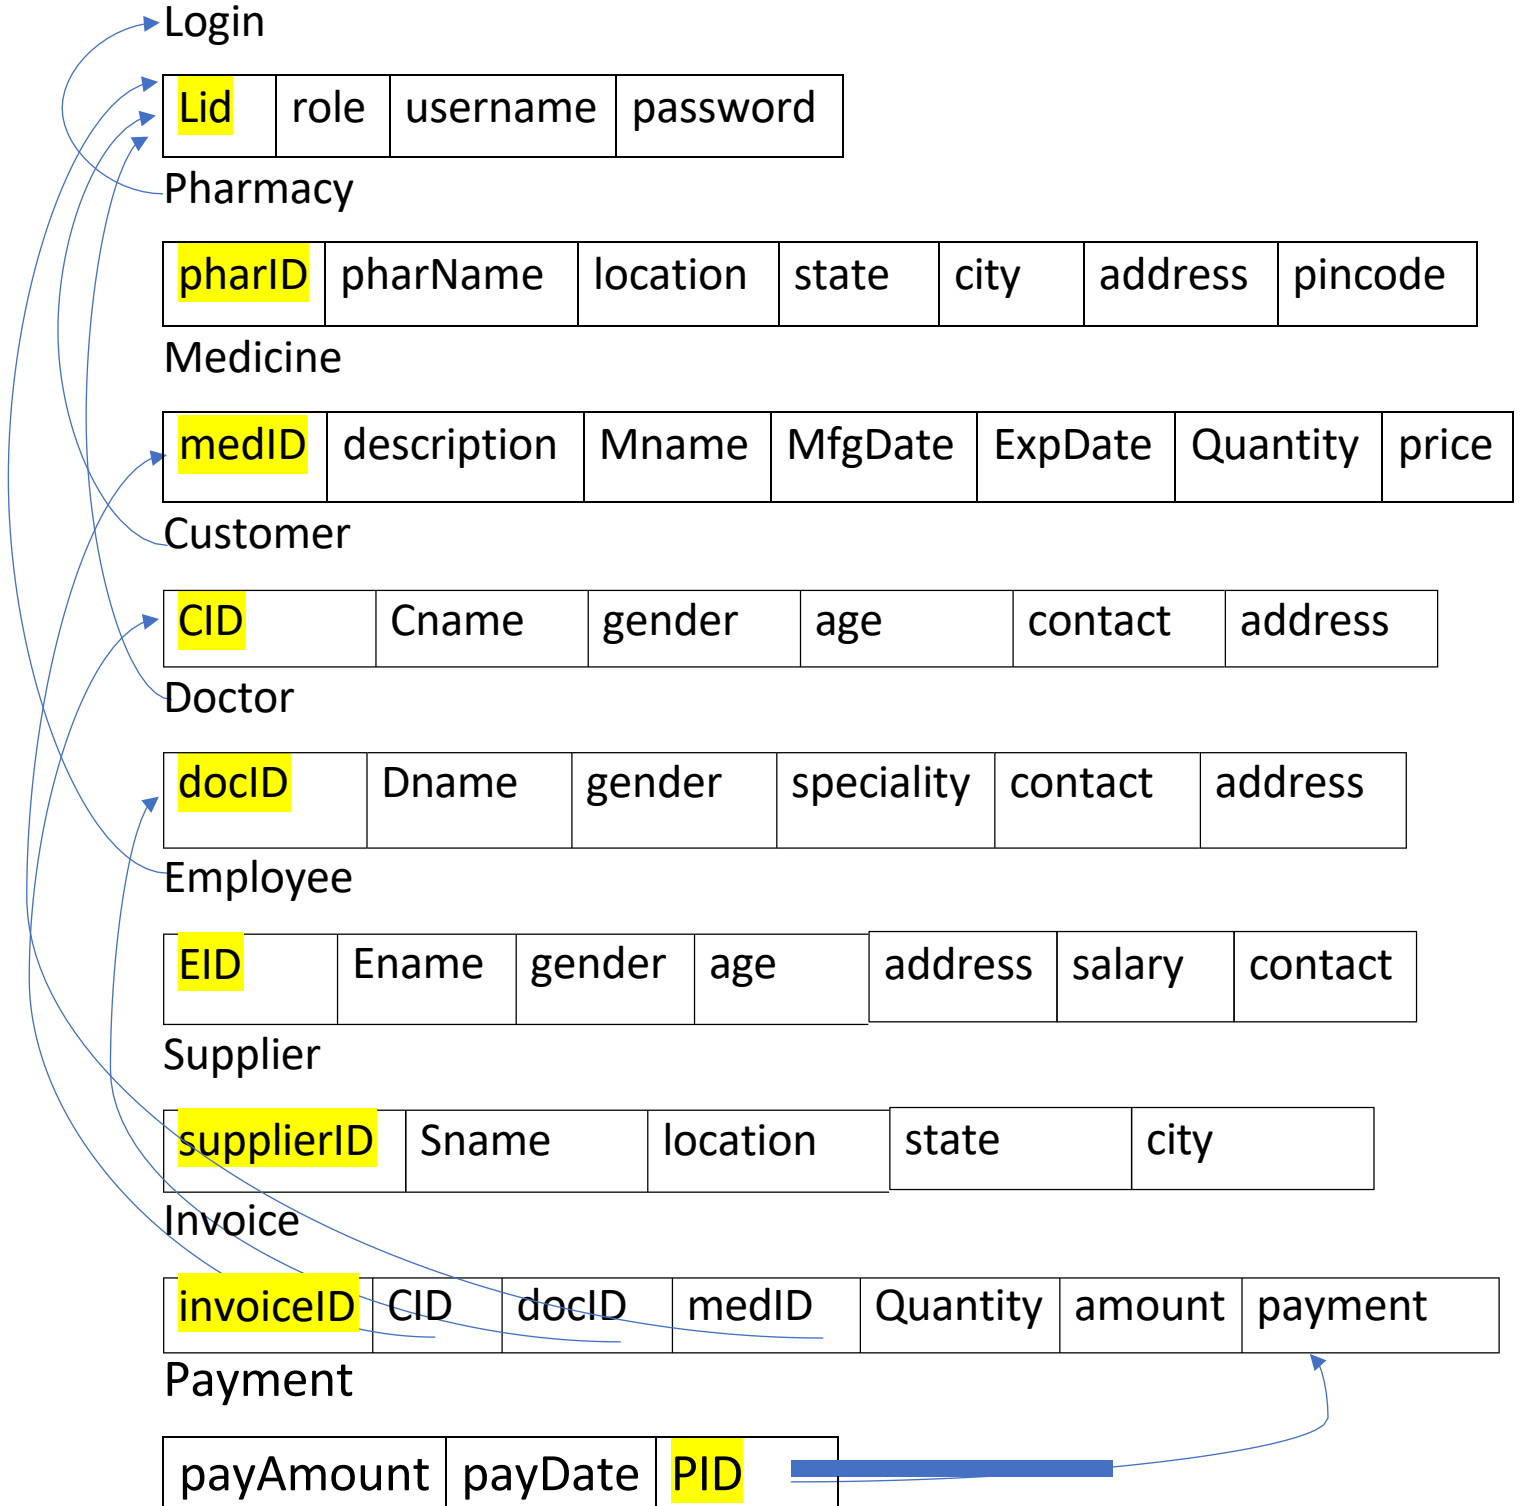 Login
Lid role username password
Pharmacy
pharID pharName location state city address pincode
Medicine
medID description Mname MfgDate ExpDate Quantity price
Customer
CID Cname gender age contact address
Doctor
docID Dname gender speciality contact address
Employee
EID Ename gender age address salary contact
Supplier
supplierID Sname location state city
Invoice
invoiceID CID docID medID Quantity amount payment
Payment
payAmount payDate PID